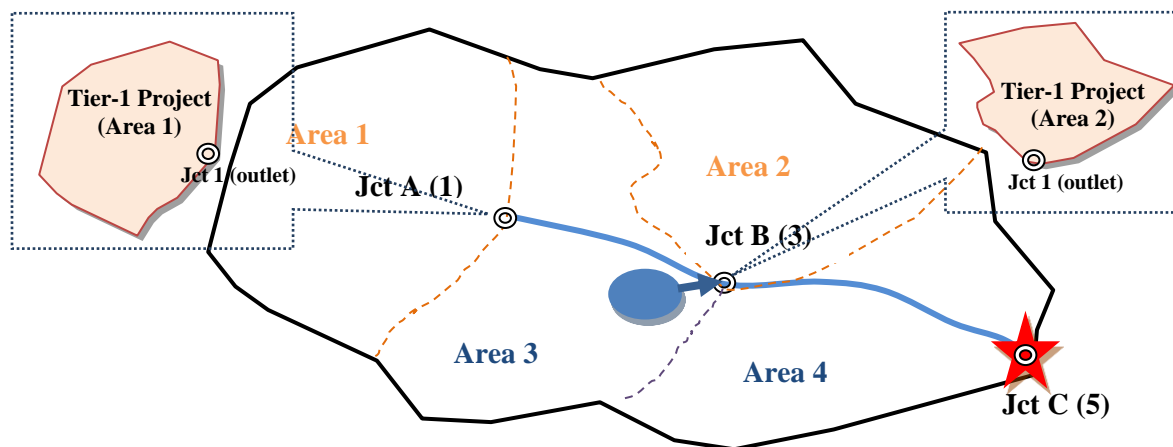 Tier-1 Project
(Area 1)
Jct 1 (outlet)
Area 1
Jct A (1)
Area 2
Jct B (3)
Tier-1 Project
(Area 2)
Jct 1 (outlet)
Area 3
Area 4
Jct C (5)